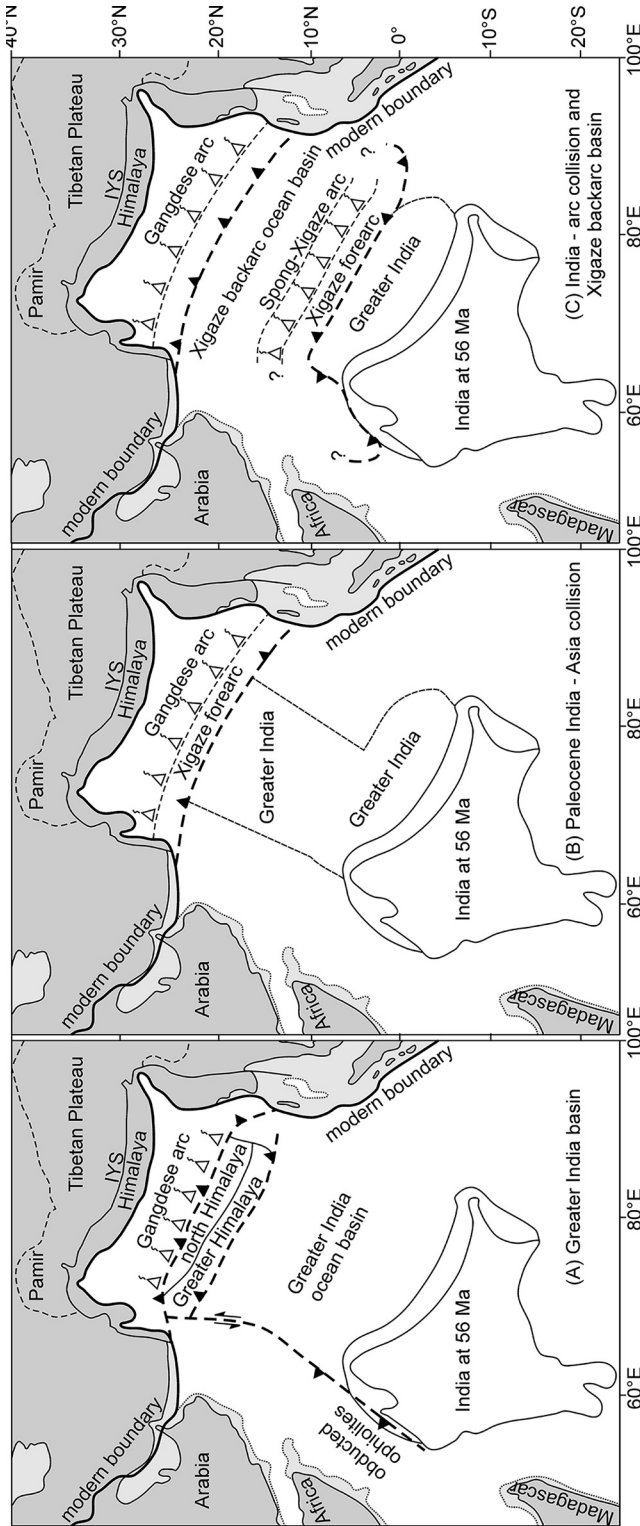 Pamir
Tibetan Plateau
IYS
Himalaya
modern boundary
Gangdese arc
north Himalaya
Greater Himalaya
Arabia
Greater India
ocean basin
modern boundary
Africa
obducted
ophiolites
India at 56 Ma
Madagascar
(A) Greater India basin
60°E
80°E
100°E
Pamir
Tibetan Plateau
IYS
Himalaya
modern boundary
Gangdese arc
Xigaze forearc
Arabia
Greater India
modern boundary
Africa
Greater India
India at 56 Ma
Madagascar
(B) Paleocene India - Asia collision
60°E
80°E
100°E
Pamir
Tibetan Plateau
IYS
Himalaya
modern boundary
Gangdese arc
Arabia
Xigaze backarc ocean basin
modern boundary
Spong-Xigaze arc
Xigaze forearc
?
?
?
Africa
Greater India
India at 56 Ma
Madagascar
(C) India - arc collision and
Xigaze backarc basin
60°E
80°E
100°E
40°N
30°N
20°N
10°N
0°
10°S
20°S